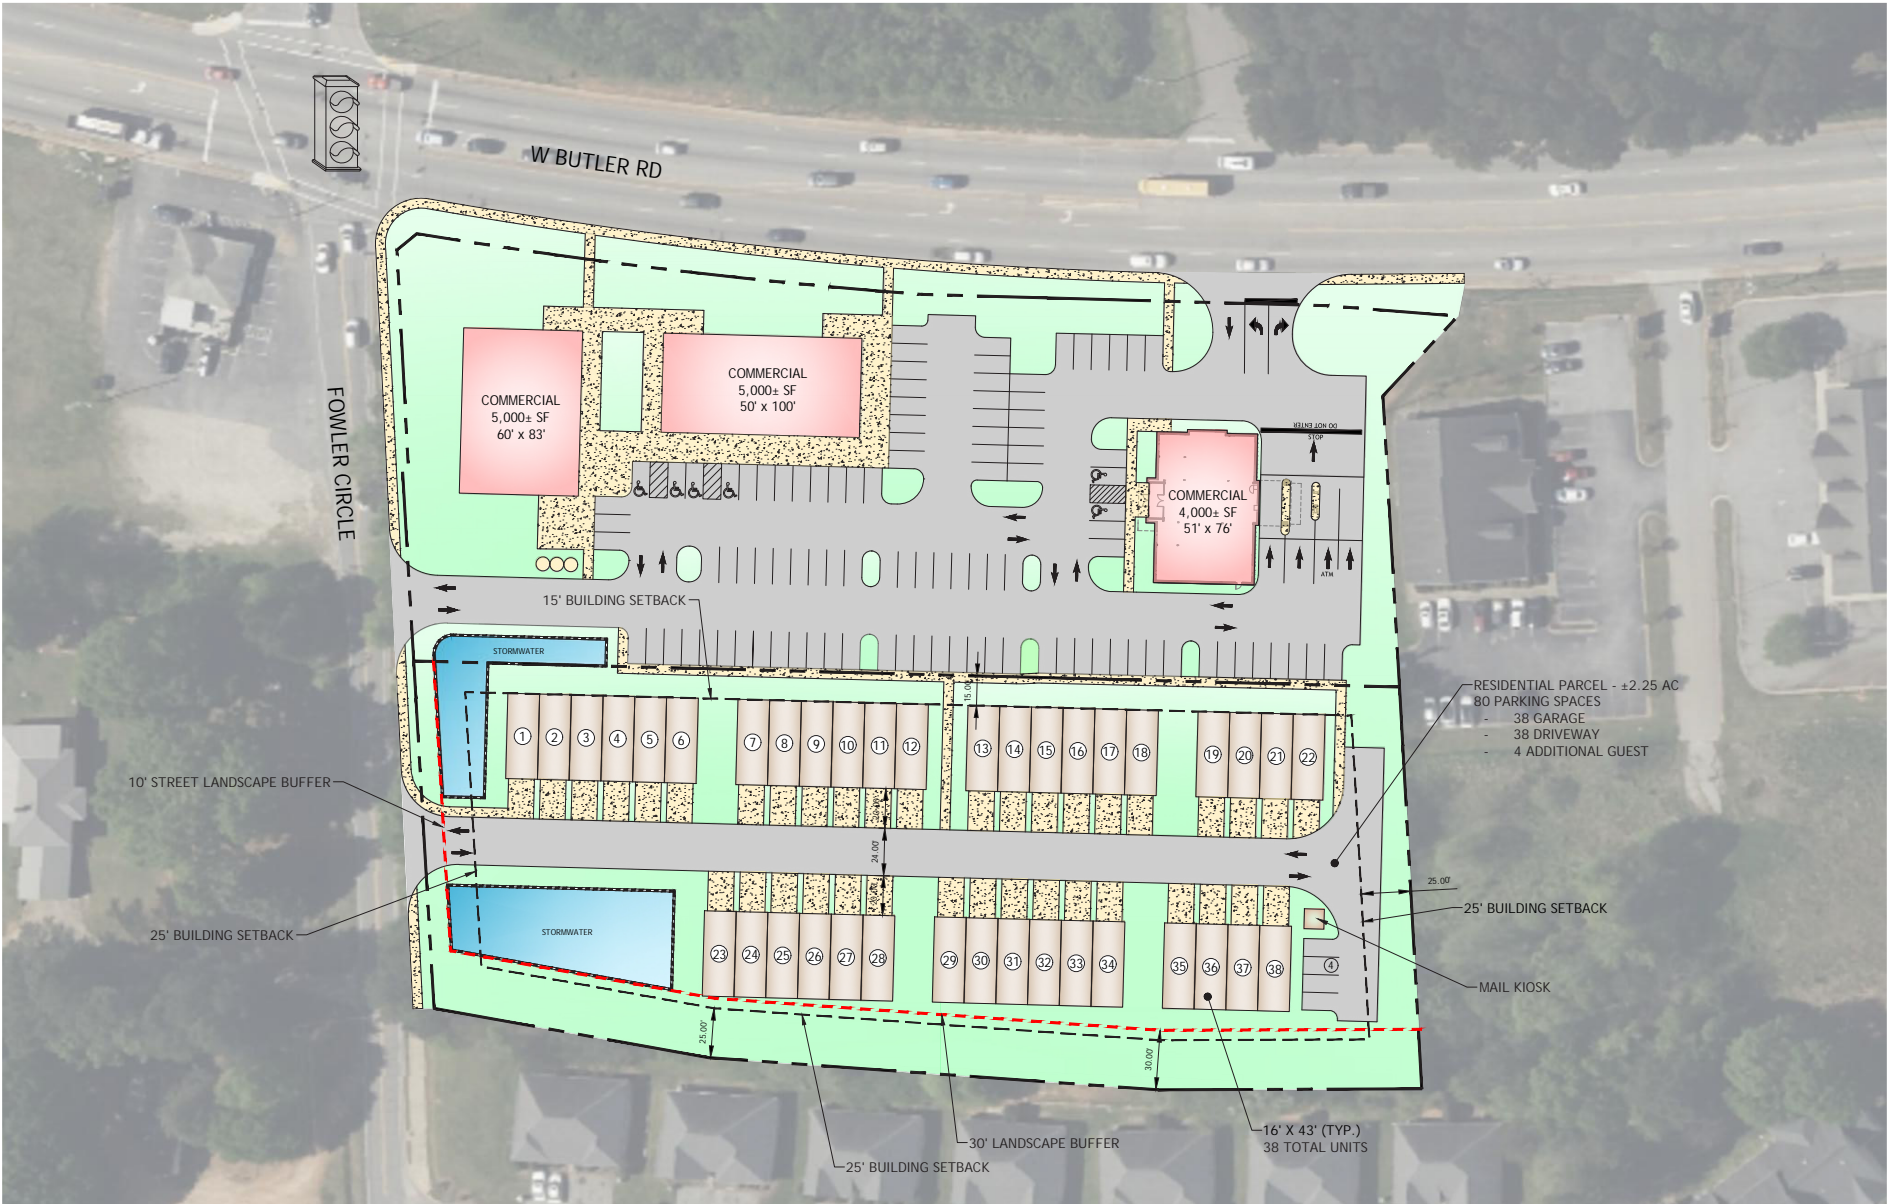 W BUTLER RD
FOWLER CIRCLE
COMMERCIAL
5,000± SF
60' x 83'
COMMERCIAL
5,000± SF
50' x 100'
DO NOT ENTER
STOP
COMMERCIAL
4,000± SF
51' x 76'
ATM
15' BUILDING SETBACK
STORMWATER
15.00'
RESIDENTIAL PARCEL - ±2.25 AC
80 PARKING SPACES
- 38 GARAGE
- 38 DRIVEWAY
- 4 ADDITIONAL GUEST
1 2 3 4 5 6 7 8 9 10 11 12 13 14 15 16 17 18 19 20 21 22
10' STREET LANDSCAPE BUFFER
24.00'
25.00'
25' BUILDING SETBACK
25' BUILDING SETBACK
STORMWATER
23 24 25 26 27 28 29 30 31 32 33 34 35 36 37 38
4
MAIL KIOSK
25.00'
30.00'
16' X 43' (TYP.)
38 TOTAL UNITS
30' LANDSCAPE BUFFER
25' BUILDING SETBACK